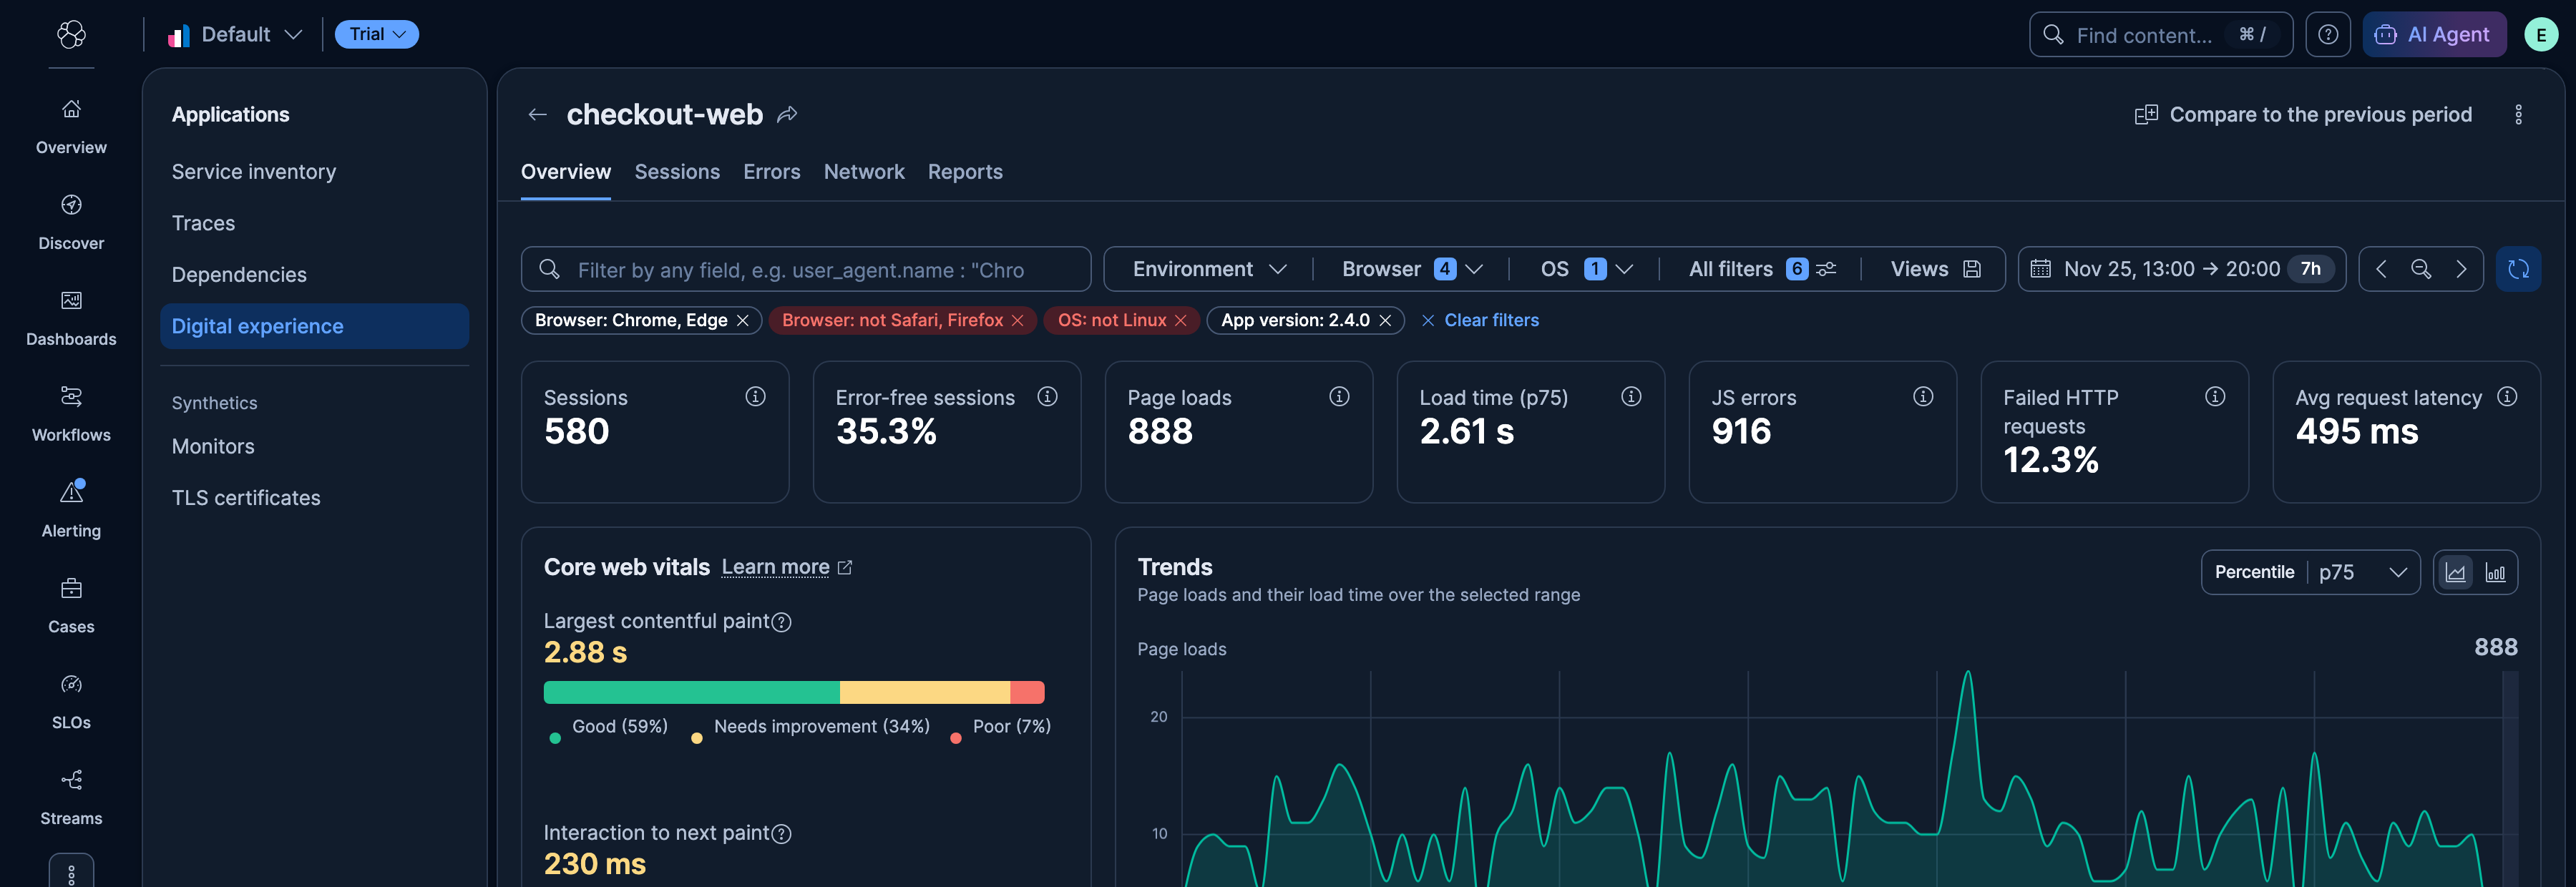 Default
Trial
Find content... ⌘ /
AI Agent
E
Overview
Discover
Dashboards
Workflows
Alerting
Cases
SLOs
Streams
Applications
Service inventory
Traces
Dependencies
Digital experience
Synthetics
Monitors
TLS certificates
checkout-web
Compare to the previous period
Overview Sessions Errors Network Reports
Filter by any field, e.g. user_agent.name : "Chro
Environment Browser 4 OS 1 All filters 6 Views
Nov 25, 13:00 → 20:00 7h
Browser: Chrome, Edge Browser: not Safari, Firefox OS: not Linux App version: 2.4.0 Clear filters
Sessions
580
Error-free sessions
35.3%
Page loads
888
Load time (p75)
2.61 s
JS errors
916
Failed HTTP
requests
12.3%
Avg request latency
495 ms
Core web vitals Learn more
Largest contentful paint
2.88 s
Good (59%) Needs improvement (34%) Poor (7%)
Interaction to next paint
230 ms
Trends
Page loads and their load time over the selected range
Percentile p75
Page loads
888
20
10